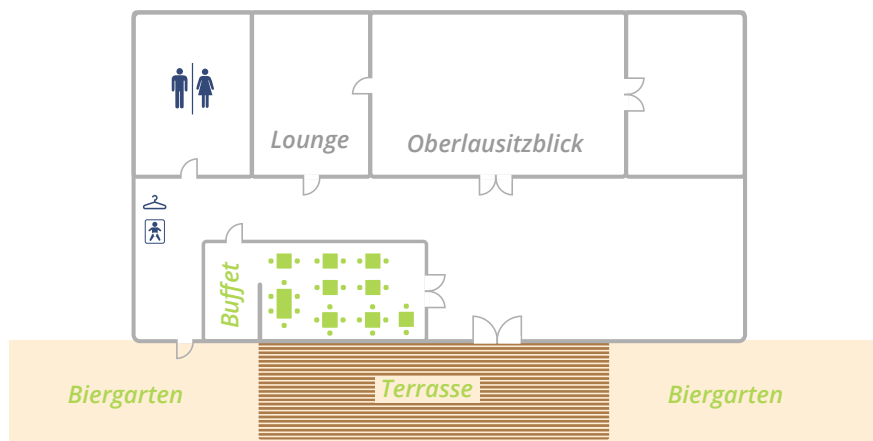 Lounge
Oberlausitzblick
Buffet
Biergarten
Terrasse
Biergarten